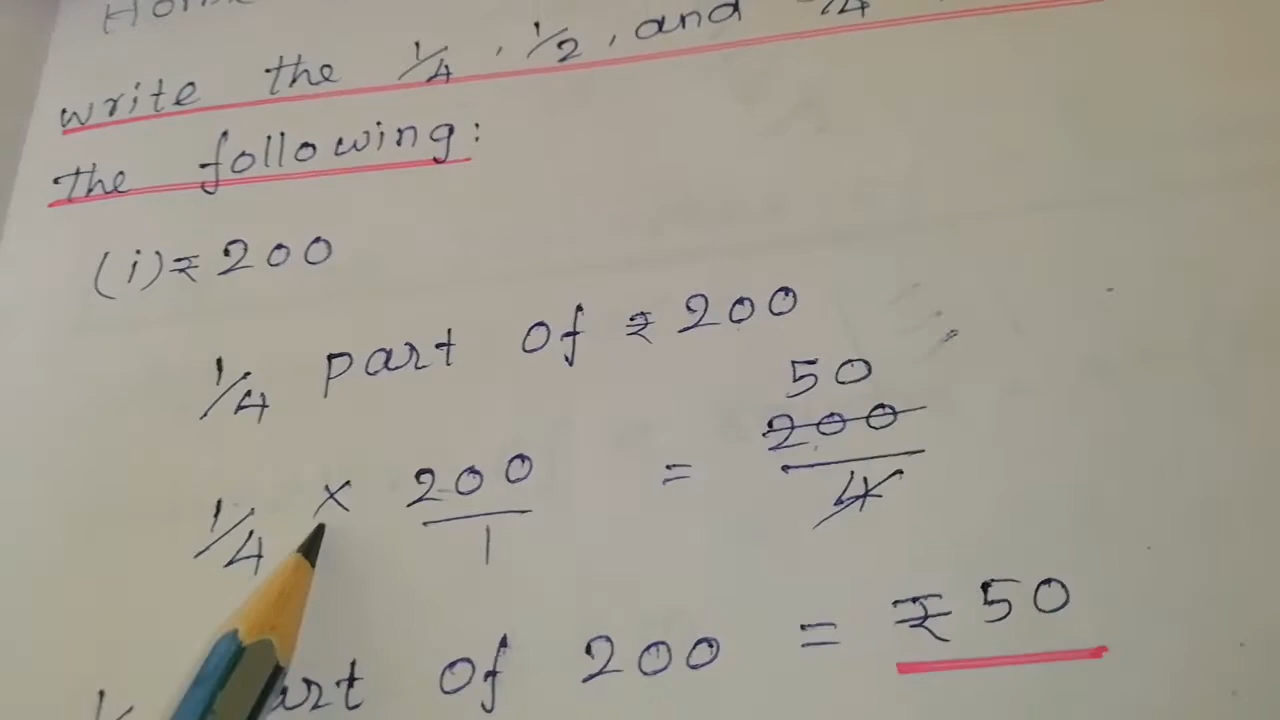 write the 1/4, 1/2, and
the following:
(i) ₹ 200
1/4 part of ₹ 200
50
1/4 × 200/1 = 200/4
of 200 = ₹ 50